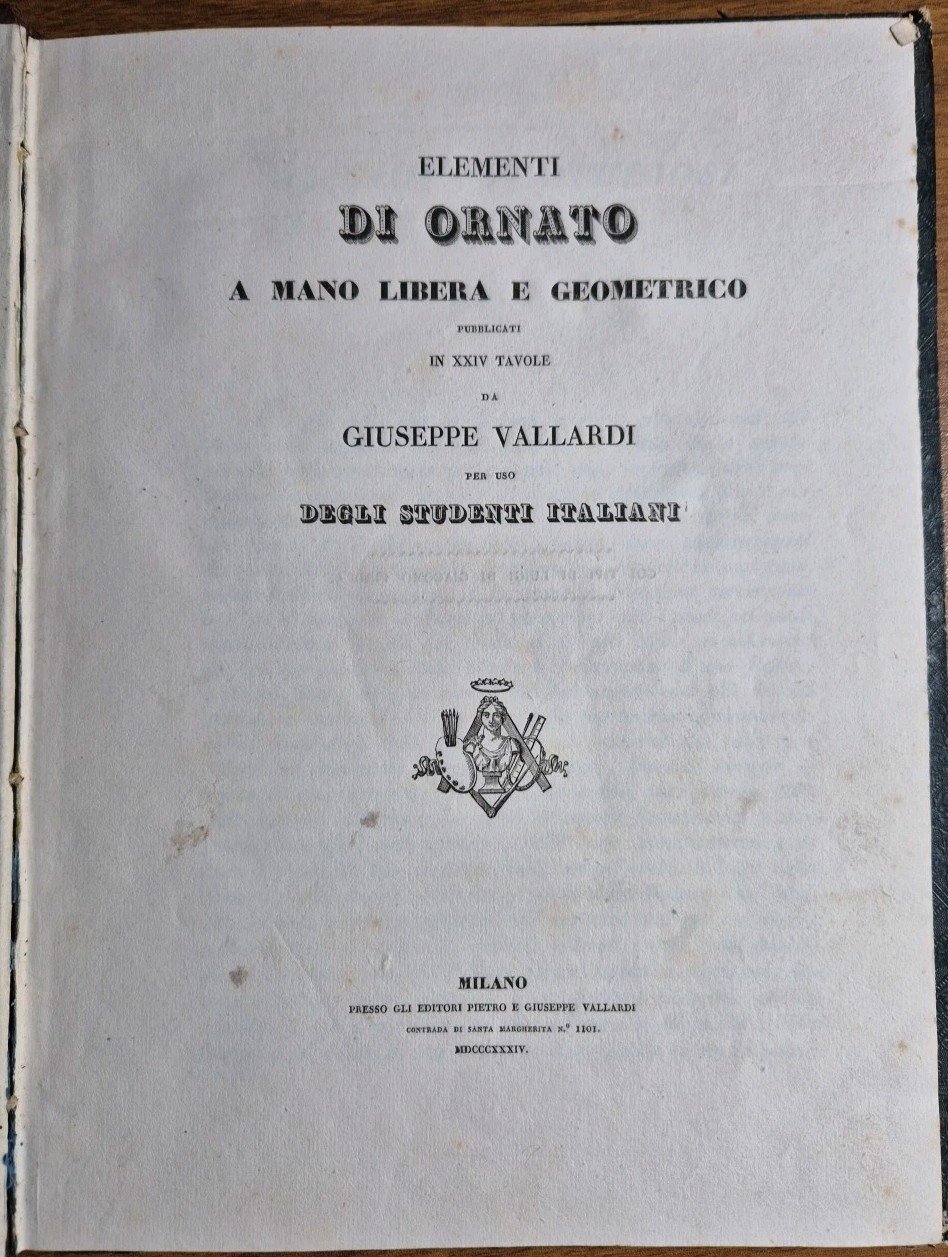 ELEMENTI
DI ORNATO
A MANO LIBERA E GEOMETRICO
PUBBLICATI
IN XXIV TAVOLE
DA
GIUSEPPE VALLARDI
PER USO
DEGLI STUDENTI ITALIANI
MILANO
PRESSO GLI EDITORI PIETRO E GIUSEPPE VALLARDI
CONTRADA DI SANTA MARGHERITA N.º 1101.
MDCCCXXXIV.